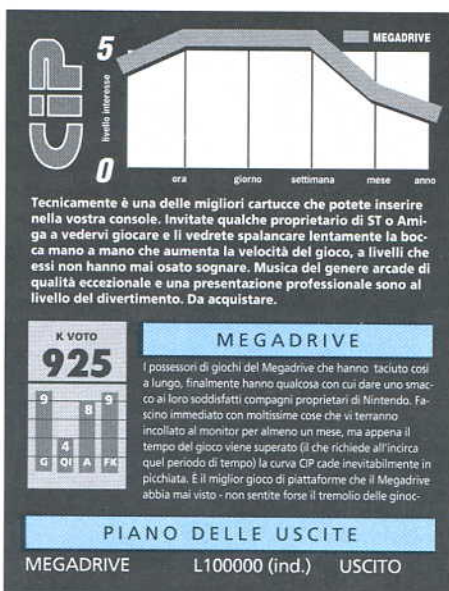 CIP
MEGADRIVE
5
livello interesse
0
ora giorno settimana mese anno
Tecnicamente è una delle migliori cartucce che potete inserire
nella vostra console. Invitate qualche proprietario di ST o Ami-
ga a vedervi giocare e li vedrete spalancare lentamente la boc-
ca mano a mano che aumenta la velocità del gioco, a livelli che
essi non hanno mai osato sognare. Musica del genere arcade di
qualità eccezionale e una presentazione professionale sono al
livello del divertimento. Da acquistare.
K VOTO
925
9 4 8 9
G QI A FK
MEGADRIVE
I possessori di giochi del Megadrive che hanno taciuto così
a lungo, finalmente hanno qualcosa con cui dare uno smac-
co ai loro soddisfatti compagni proprietari di Nintendo. Fa-
scino immediato con moltissime cose che vi terranno
incollato al monitor per almeno un mese, ma appena il
tempo del gioco viene superato (il che richiede all'incirca
quel periodo di tempo) la curva CIP cade inevitabilmente in
picchiata. E il miglior gioco di piattaforme che il Megadrive
abbia mai visto - non sentite forse il tremolio delle ginoc-
PIANO DELLE USCITE
MEGADRIVE L100000 (ind.) USCITO